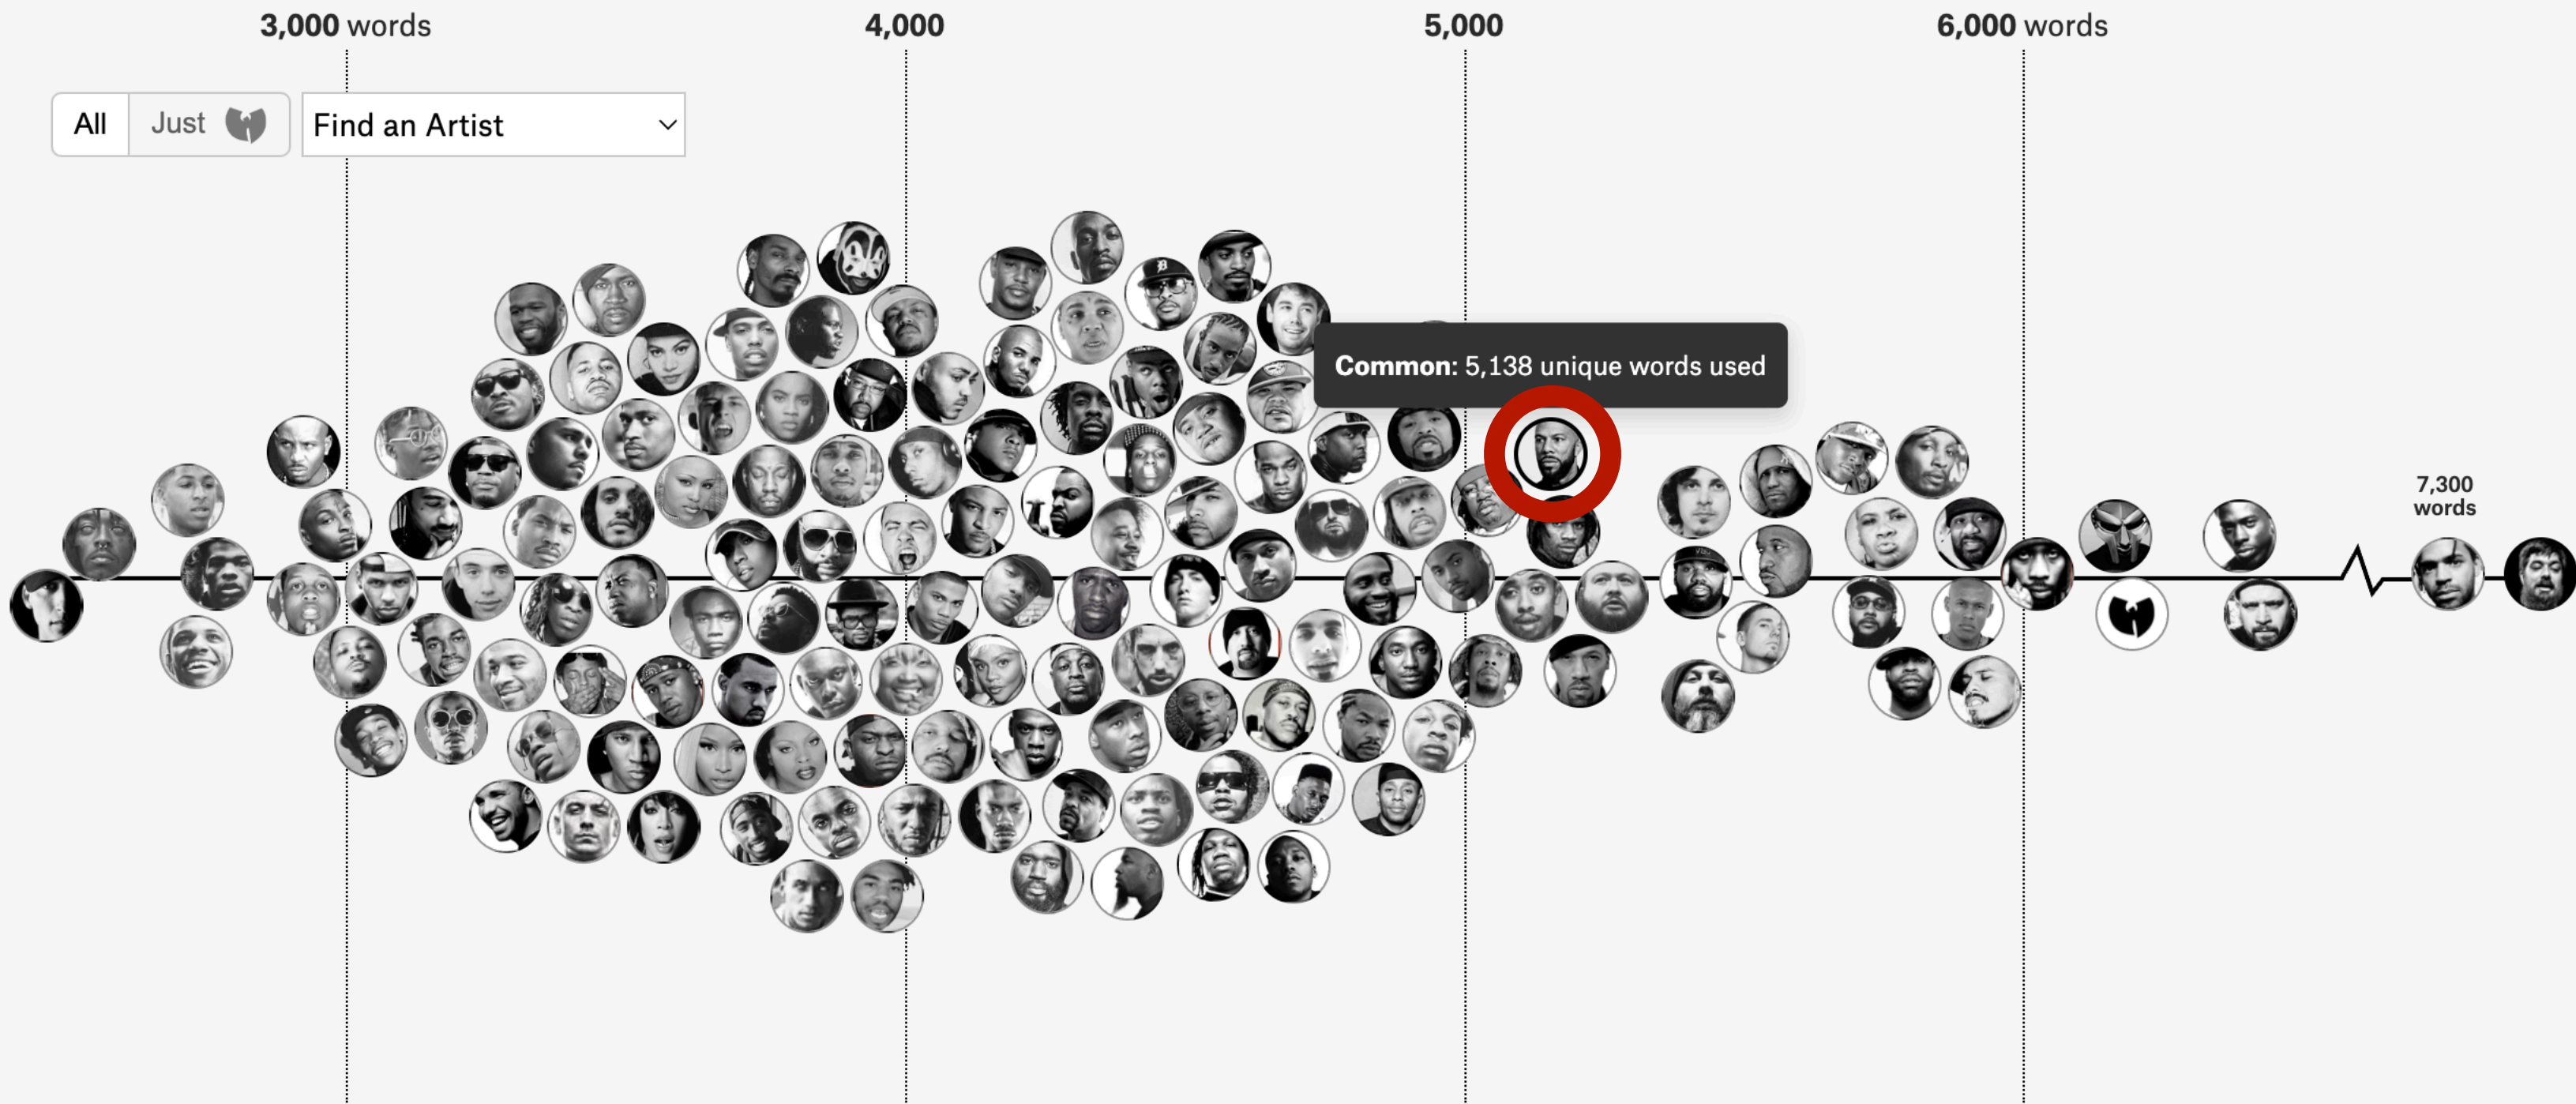 3,000 words
4,000
5,000
6,000 words
All
Just
Find an Artist
Common: 5,138 unique words used
7,300
words